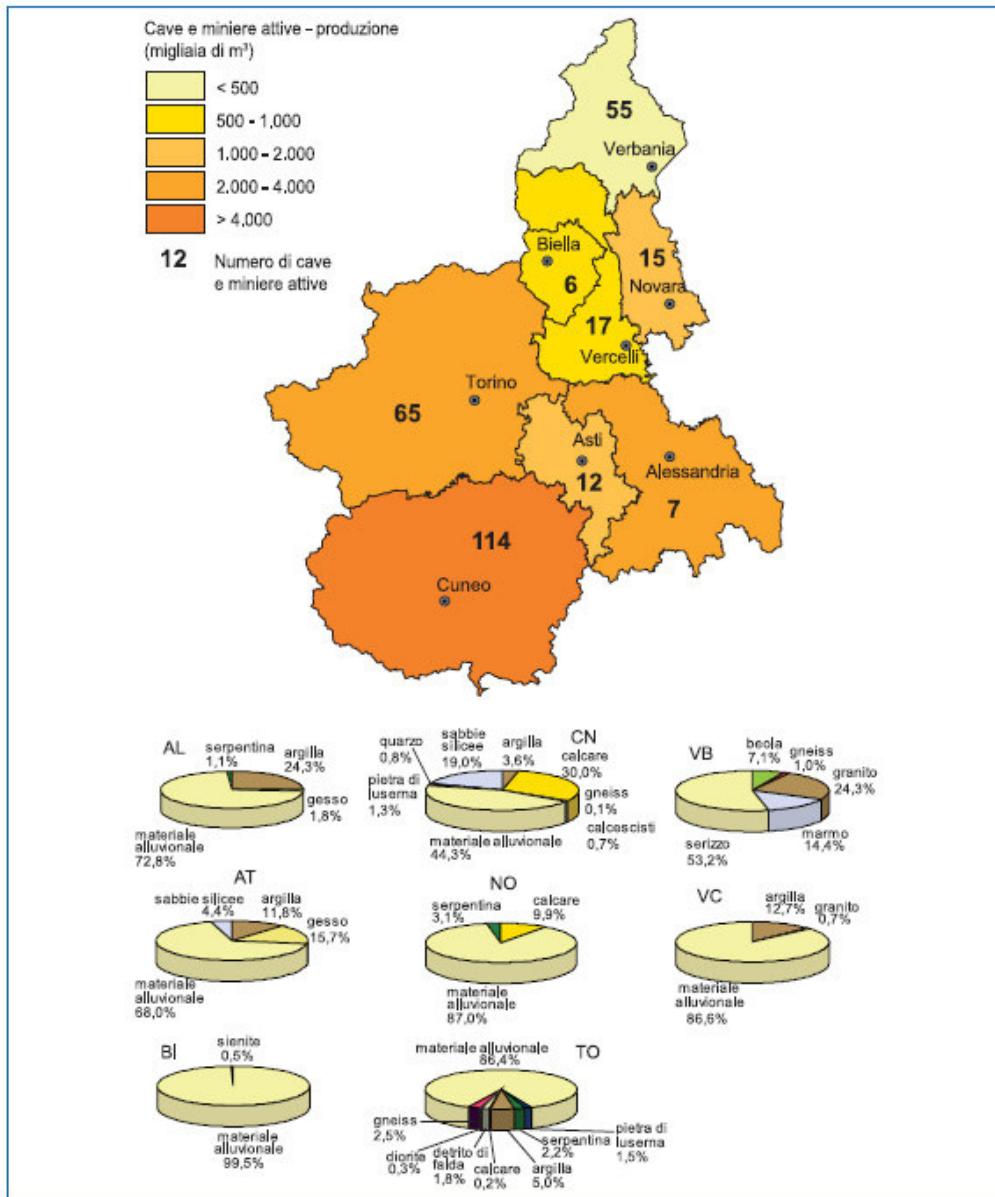 Cave e miniere attive – produzione
(migliaia di m³)
< 500
500 - 1,000
1.000 – 2.000
2.000 – 4.000
> 4.000
12 Numero di cave
e miniere attive
55
Verbania
Biella
6
15
Novara
17
Vercelli
Torino
65
Asti
12
Alessandria
7
114
Cuneo
AL
serpentina
1,1%
argilla
24,3%
gesso
1,8%
materiale
alluvionale
72,8%
CN
quarzo
0,8%
sabbie
silicee
19,0%
argilla
3,6%
calcare
30,0%
gneiss
0,1%
calcescisti
0,7%
pietra di
luserna
1,3%
materiale alluvionale
44,3%
VB
beola
7,1%
gneiss
1,0%
granito
24,3%
marmo
14,4%
serizzo
53,2%
AT
sabbie silicee
4,4%
argilla
11,8%
gesso
15,7%
materiale
alluvionale
68,0%
NO
serpentina
3,1%
calcare
9,9%
materiale
alluvionale
87,0%
VC
argilla
12,7%
granito
0,7%
materiale
alluvionale
86,6%
BI
sienite
0,5%
materiale
alluvionale
99,5%
TO
materiale alluvionale
86,4%
gneiss
2,5%
diorite
0,3%
detrito di
falda
1,8%
calcare
0,2%
argilla
5,0%
serpentina
2,2%
pietra di
luserna
1,5%